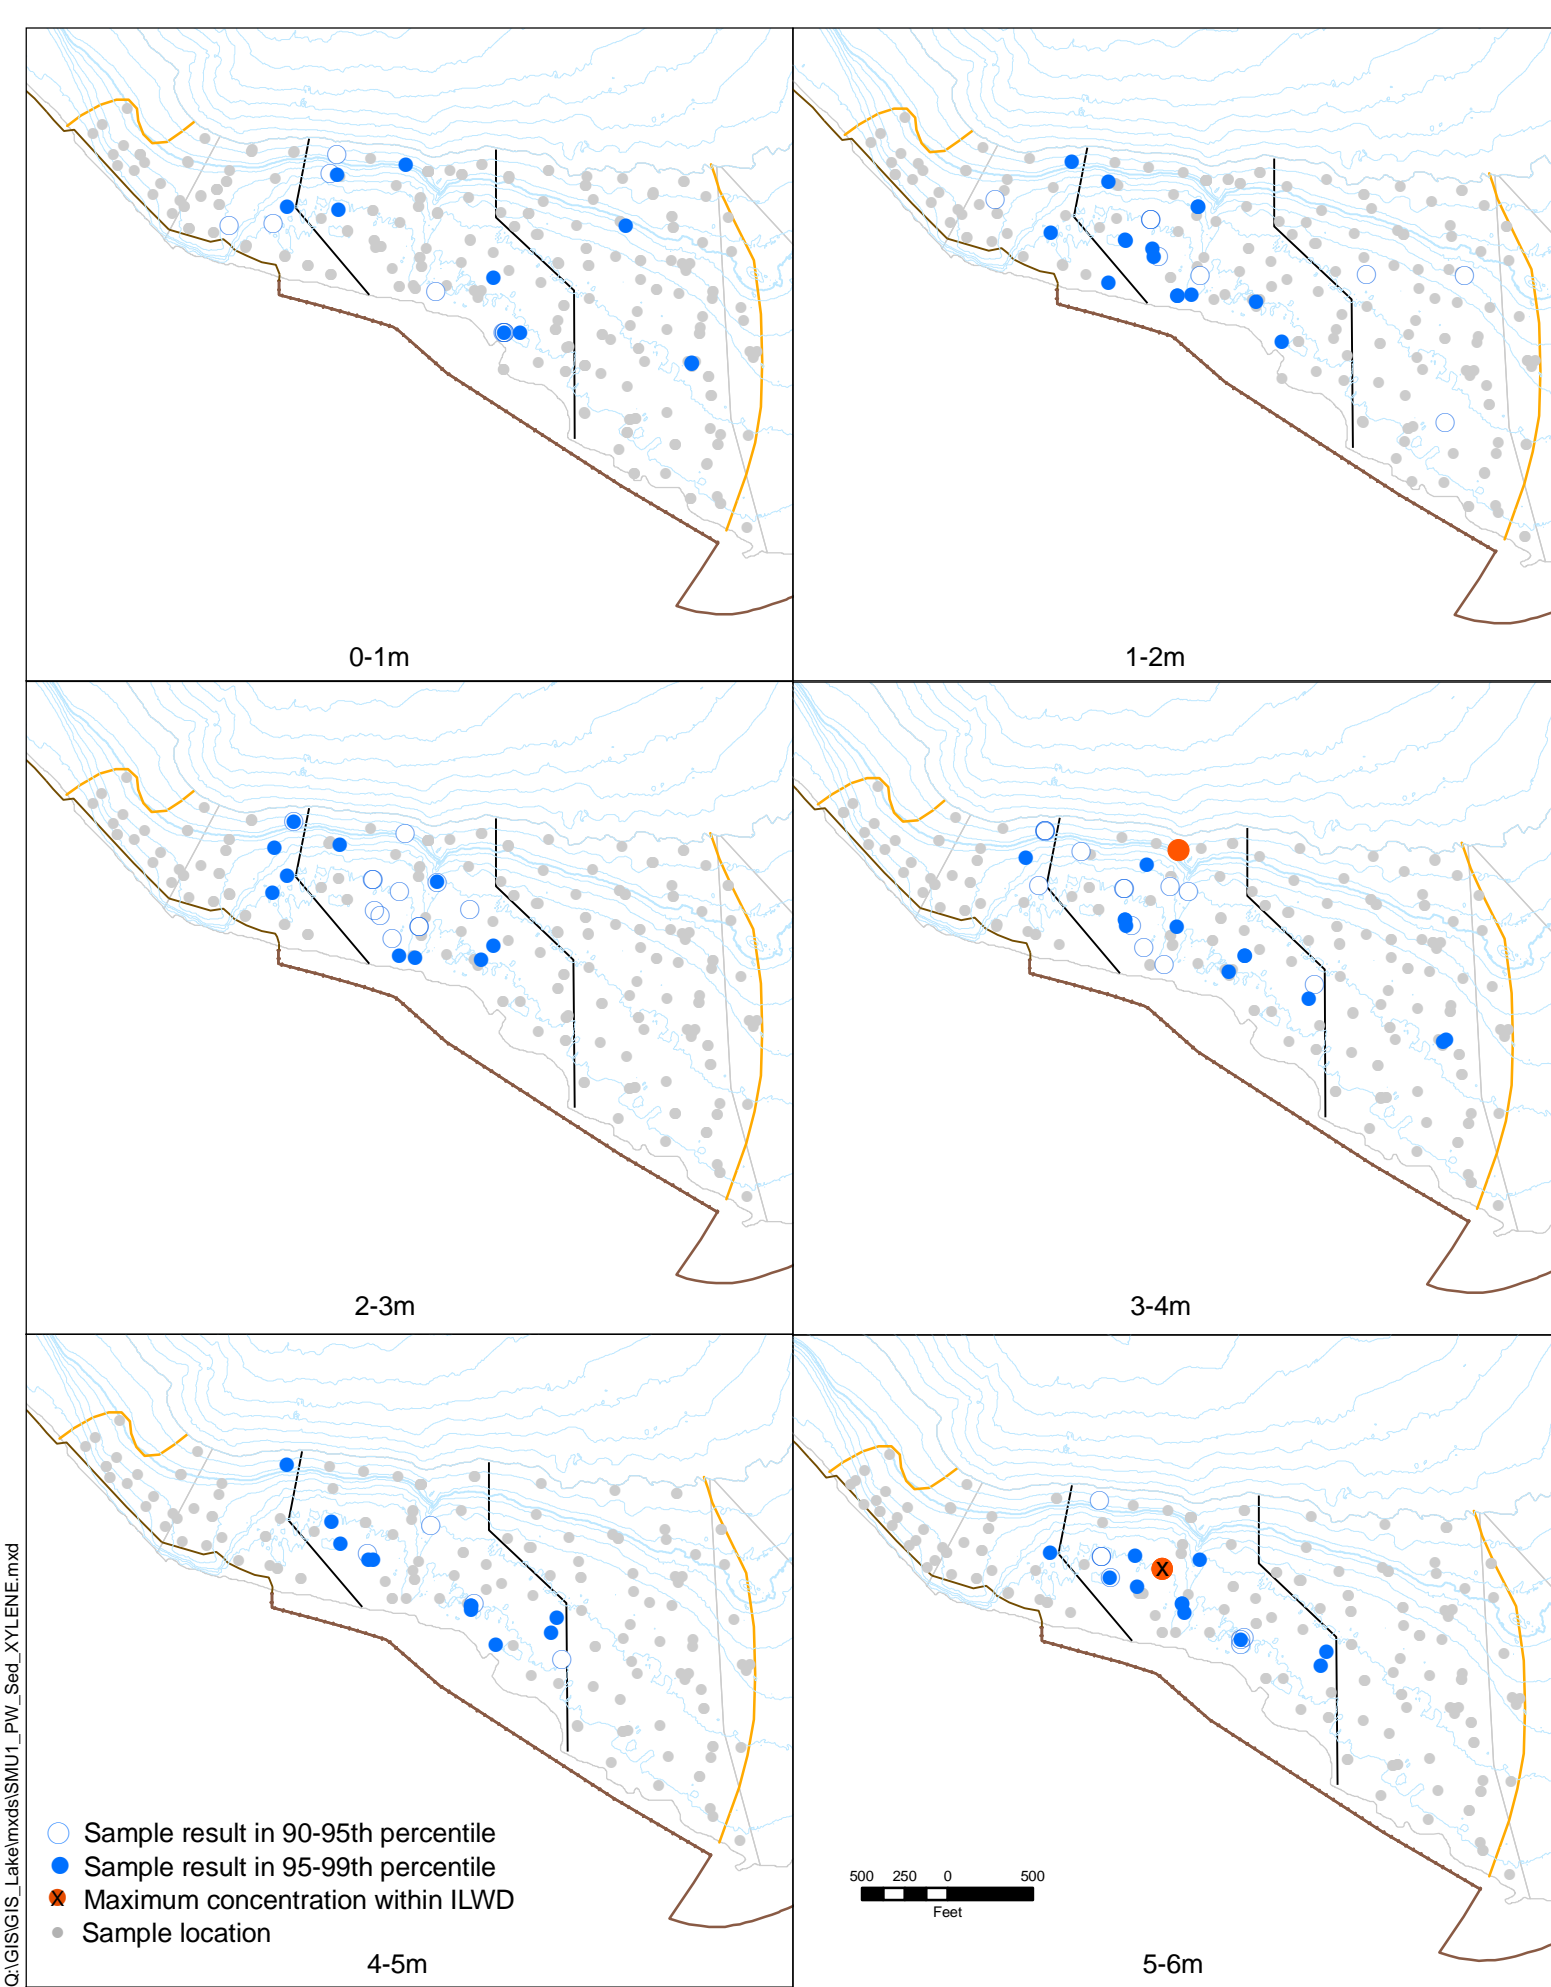 0-1m
1-2m
2-3m
3-4m
X
Sample result in 90-95th percentile
Sample result in 95-99th percentile
X Maximum concentration within ILWD
Sample location
4-5m
500 250 0 500
Feet
5-6m
Q:\GIS\GIS_Lake\mxds\SMU1_PW_Sed_XYLENE.mxd